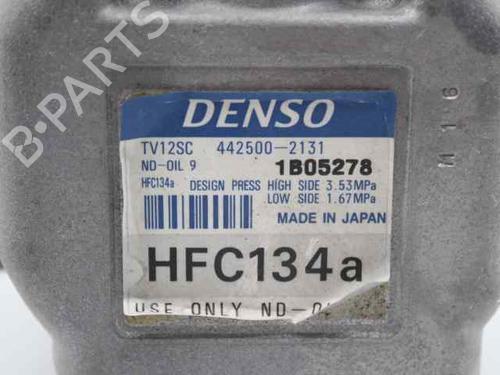 DENSO
TV12SC 442500-2131
ND-OIL 9 1B05278
HFC134a DESIGN PRESS HIGH SIDE 3.53MPa
LOW SIDE 1.67MPa
MADE IN JAPAN
HFC134a
USE ONLY ND-O
M16
B-PARTS